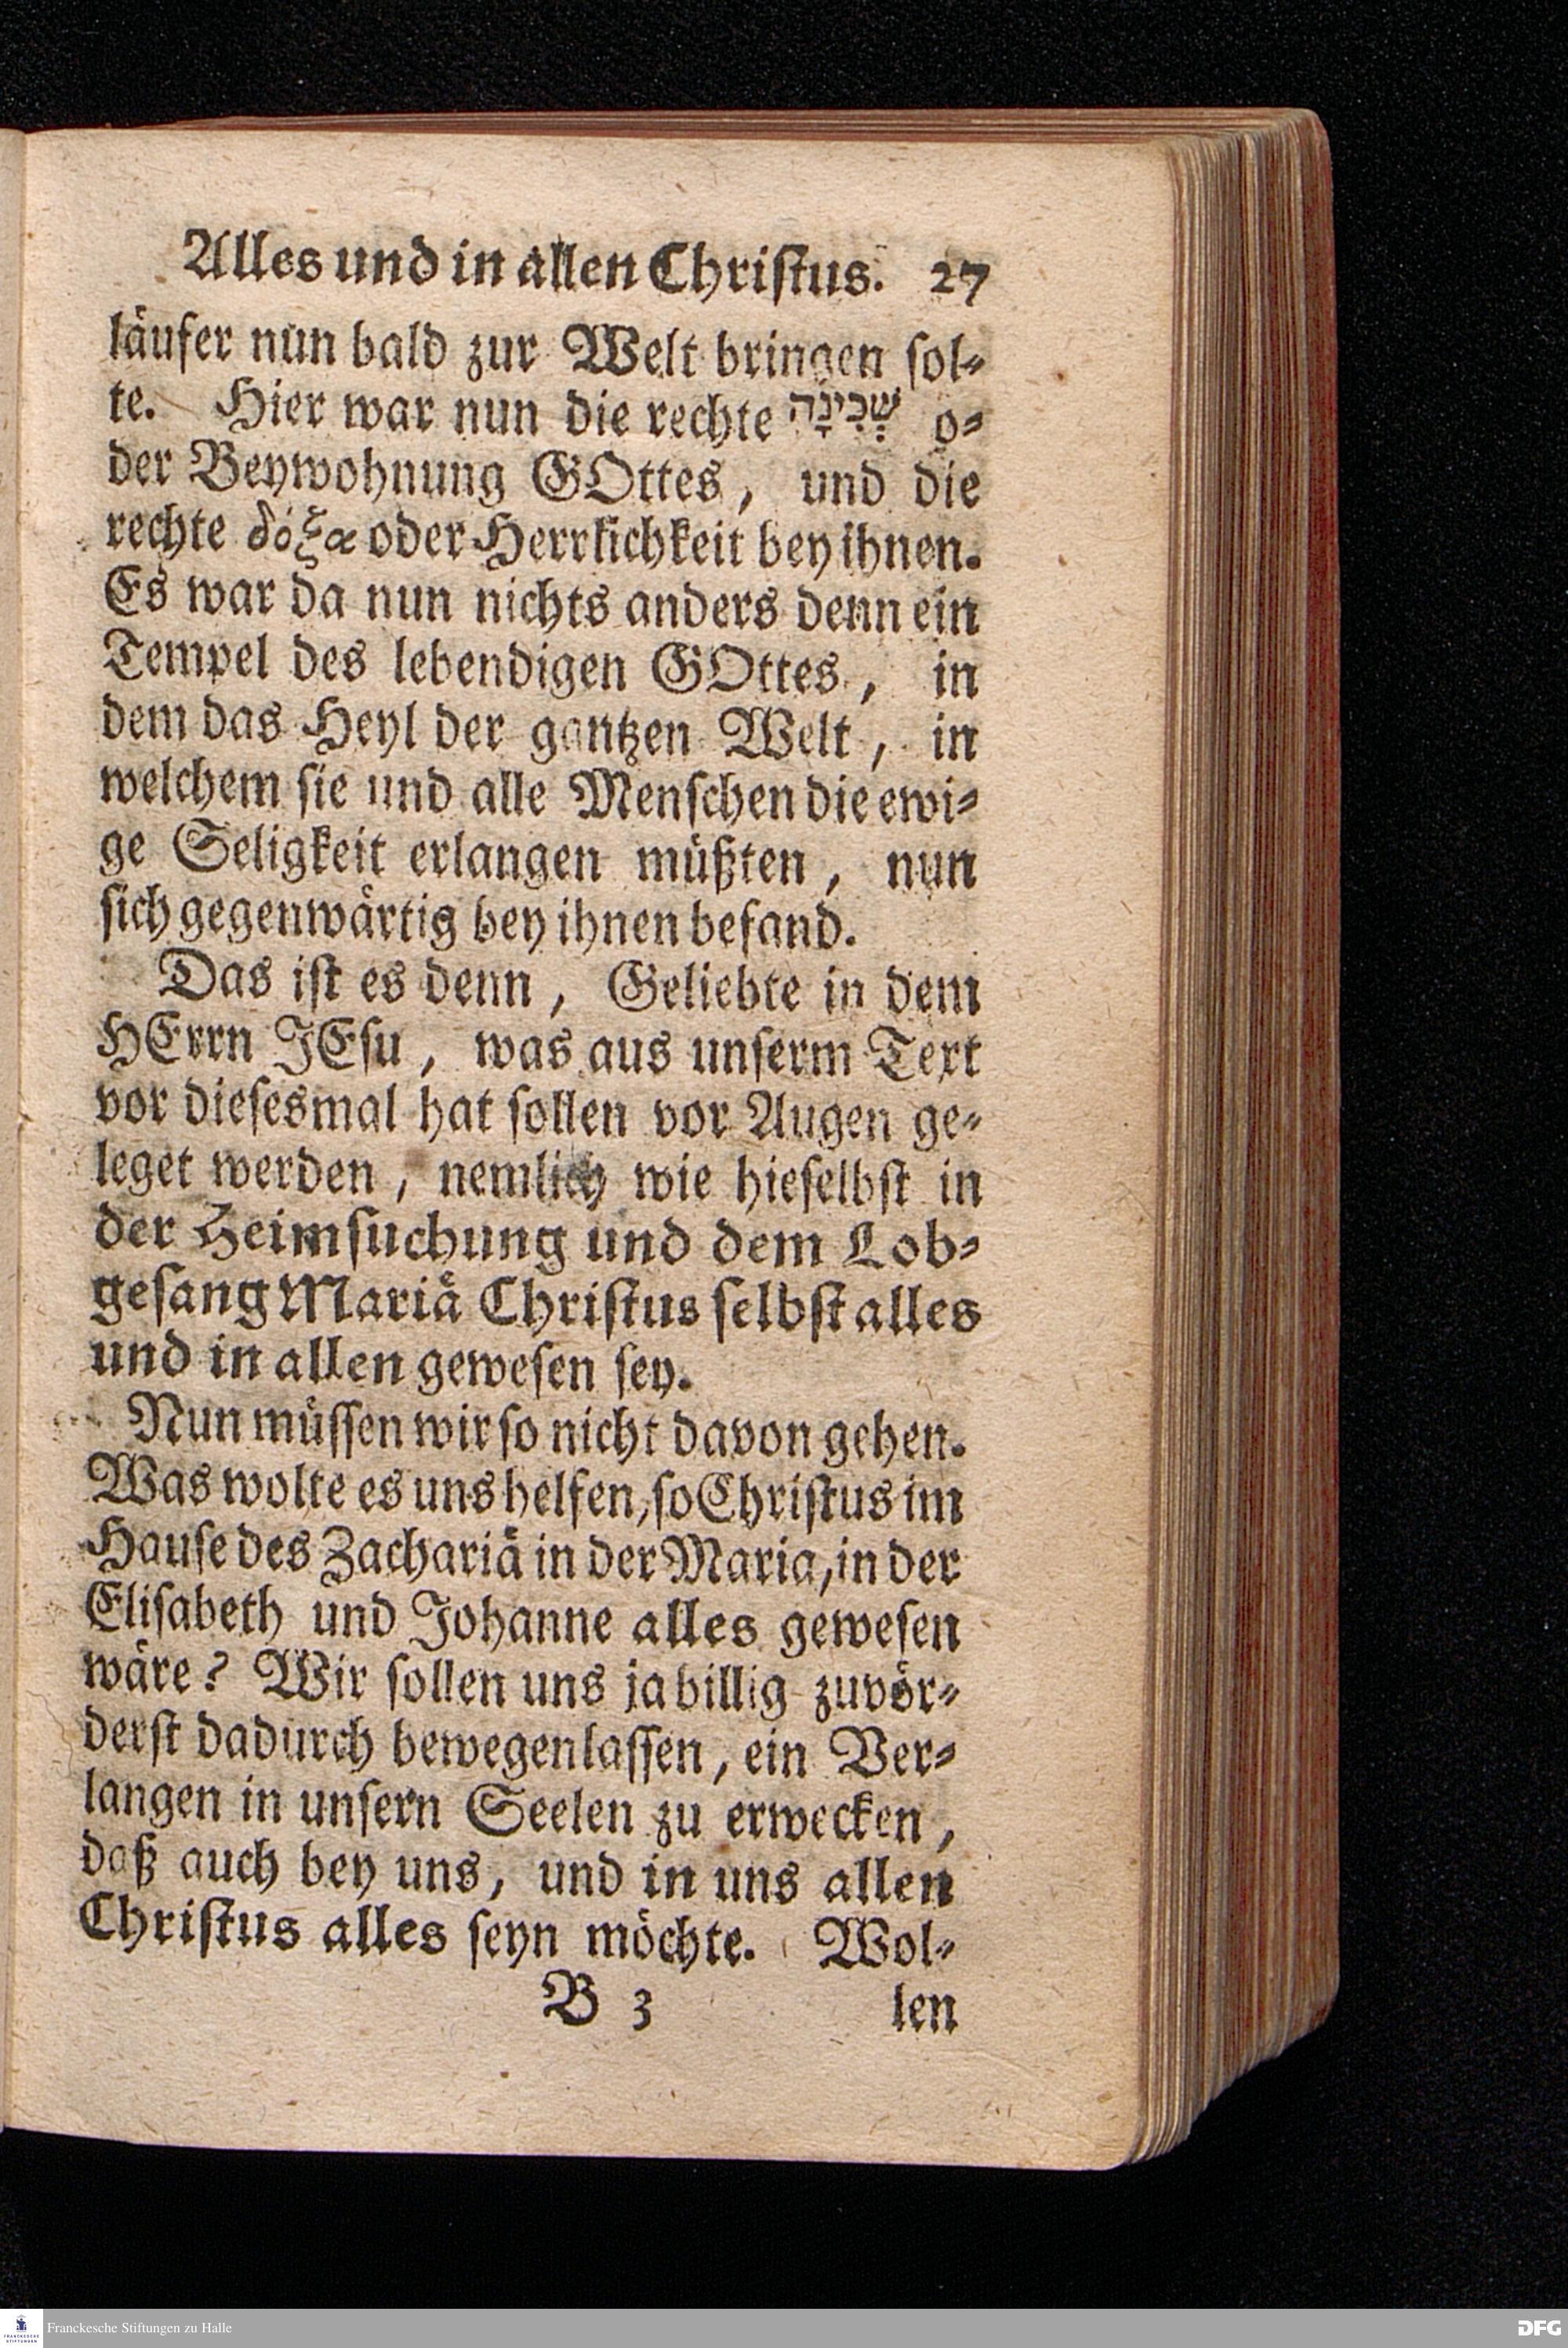 Alles und in allen Christus. 27
läufer nun bald zur Welt bringen sol-
te. Hier war nun die rechte שְׁכִינָה o-
der Beywohnung GOttes, und die
rechte δόξα oder Herrlichkeit bey ihnen.
Es war da nun nichts anders denn ein
Tempel des lebendigen GOttes, in
dem das Heyl der gantzen Welt, in
welchem sie und alle Menschen die ewi-
ge Seligkeit erlangen müßten, nun
sich gegenwärtig bey ihnen befand.
Das ist es denn, Geliebte in dem
HErrn JEsu, was aus unserm Text
vor diesesmal hat sollen vor Augen ge-
leget werden, nemlich wie hieselbst in
der Heimsuchung und dem Lob-
gesang Mariä Christus selbst alles
und in allen gewesen sey.
Nun müssen wir so nicht davon gehen.
Was wolte es uns helfen, so Christus im
Hause des Zachariä in der Maria, in der
Elisabeth und Johanne alles gewesen
wäre? Wir sollen uns ja billig zuvör-
derst dadurch bewegen lassen, ein Ver-
langen in unsern Seelen zu erwecken,
daß auch bey uns, und in uns allen
Christus alles seyn möchte. Wol-
B 3 len
FRANCKESCHE STIFTUNGEN
Franckesche Stiftungen zu Halle
DFG